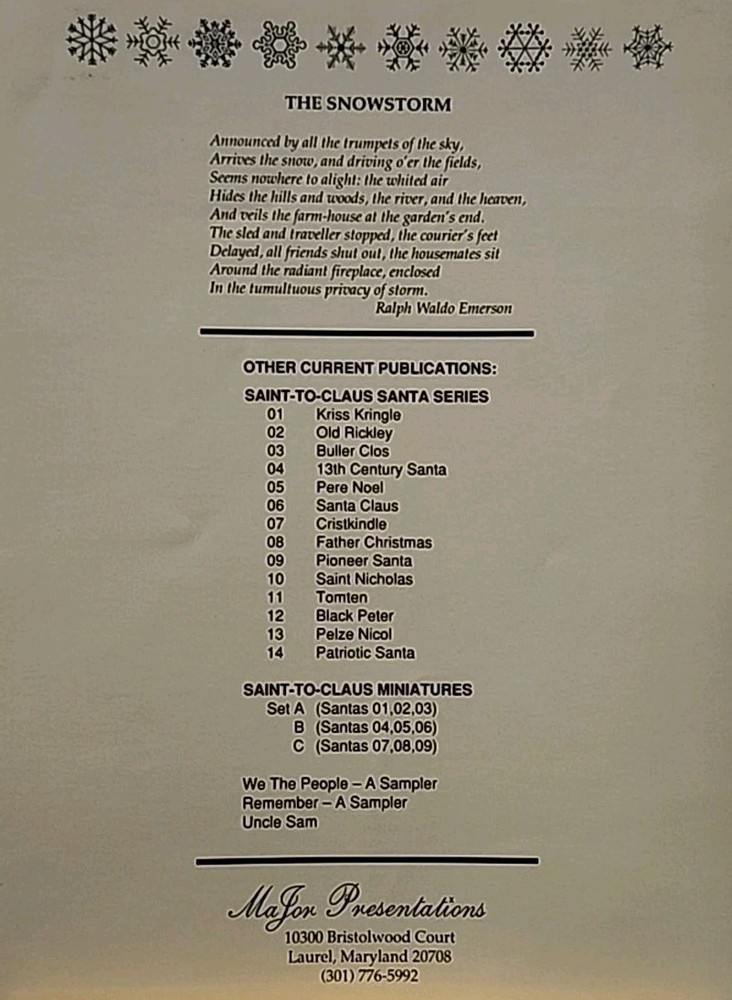 THE SNOWSTORM
Announced by all the trumpets of the sky,
Arrives the snow, and driving o'er the fields,
Seems nowhere to alight: the whited air
Hides the hills and woods, the river, and the heaven,
And veils the farm-house at the garden's end.
The sled and traveller stopped, the courier's feet
Delayed, all friends shut out, the housemates sit
Around the radiant fireplace, enclosed
In the tumultuous privacy of storm.
Ralph Waldo Emerson
OTHER CURRENT PUBLICATIONS:
SAINT-TO-CLAUS SANTA SERIES
01 Kriss Kringle
02 Old Rickley
03 Buller Clos
04 13th Century Santa
05 Pere Noel
06 Santa Claus
07 Cristkindle
08 Father Christmas
09 Pioneer Santa
10 Saint Nicholas
11 Tomten
12 Black Peter
13 Pelze Nicol
14 Patriotic Santa
SAINT-TO-CLAUS MINIATURES
Set A (Santas 01,02,03)
B (Santas 04,05,06)
C (Santas 07,08,09)
We The People – A Sampler
Remember – A Sampler
Uncle Sam
MaJor Presentations
10300 Bristolwood Court
Laurel, Maryland 20708
(301) 776-5992